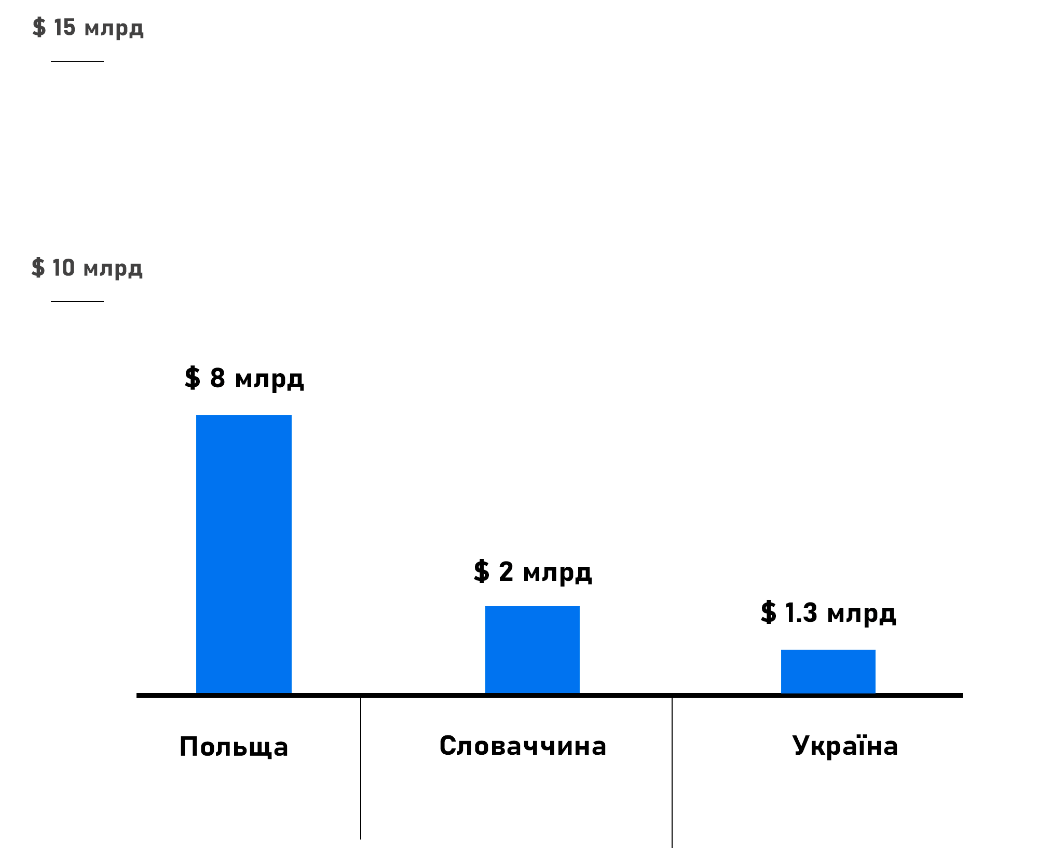 $ 15 млрд
$ 10 млрд
$ 8 млрд
$ 2 млрд
$ 1.3 млрд
Польща
Словаччина
Україна